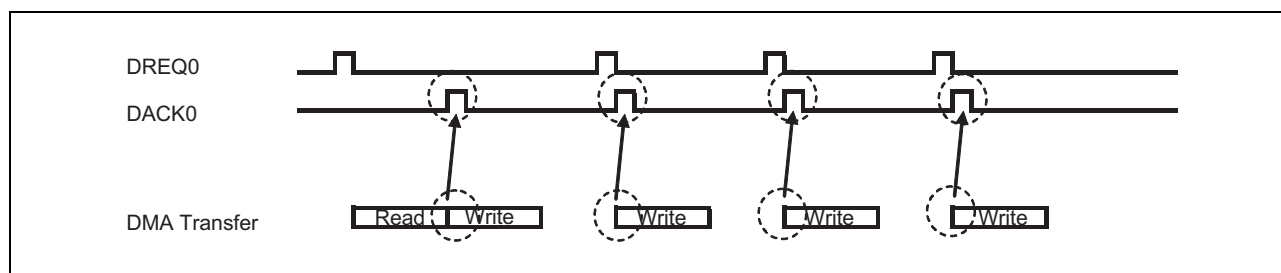 DREQ0
DACK0
DMA Transfer
Read Write Write Write Write